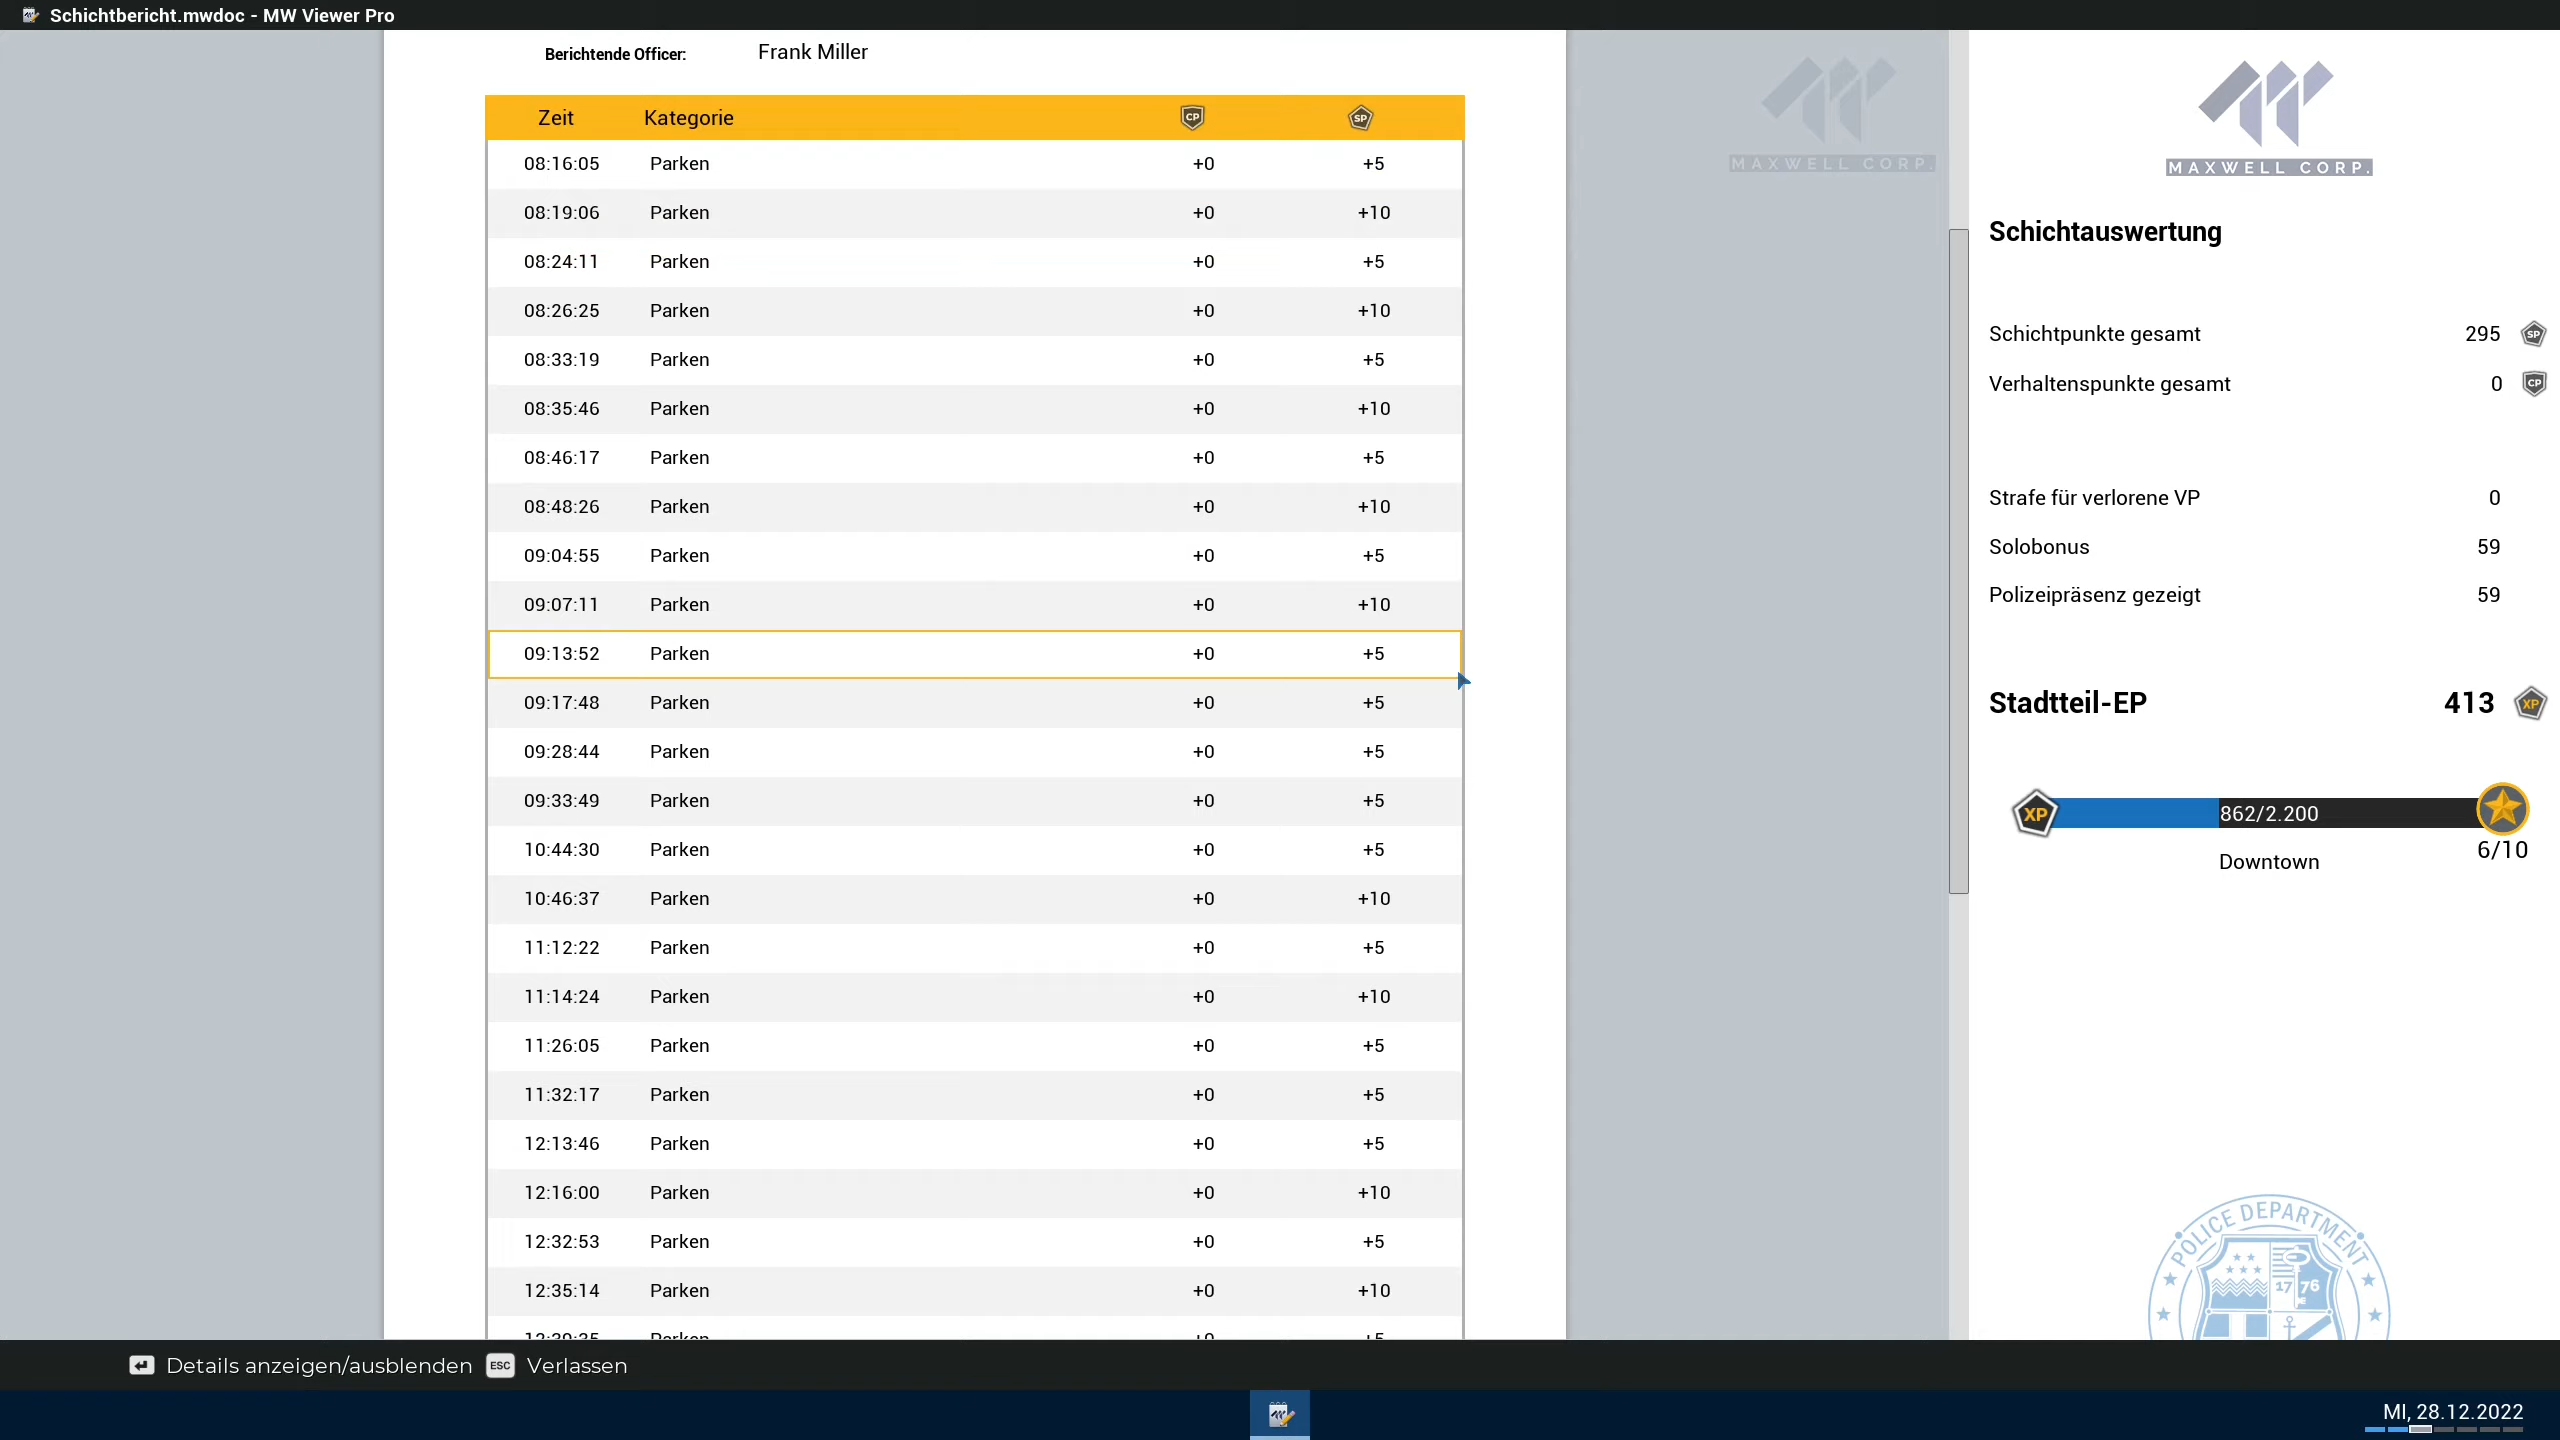 Schichtbericht.mwdoc - MW Viewer Pro
Berichtende Officer: Frank Miller
Zeit Kategorie CP SP
08:16:05 Parken +0 +5
08:19:06 Parken +0 +10
08:24:11 Parken +0 +5
08:26:25 Parken +0 +10
08:33:19 Parken +0 +5
08:35:46 Parken +0 +10
08:46:17 Parken +0 +5
08:48:26 Parken +0 +10
09:04:55 Parken +0 +5
09:07:11 Parken +0 +10
09:13:52 Parken +0 +5
09:17:48 Parken +0 +5
09:28:44 Parken +0 +5
09:33:49 Parken +0 +5
10:44:30 Parken +0 +5
10:46:37 Parken +0 +10
11:12:22 Parken +0 +5
11:14:24 Parken +0 +10
11:26:05 Parken +0 +5
11:32:17 Parken +0 +5
12:13:46 Parken +0 +5
12:16:00 Parken +0 +10
12:32:53 Parken +0 +5
12:35:14 Parken +0 +10
MAXWELL CORP.
MAXWELL CORP.
Schichtauswertung
Schichtpunkte gesamt 295 SP
Verhaltenspunkte gesamt 0 CP
Strafe für verlorene VP 0
Solobonus 59
Polizeipräsenz gezeigt 59
Stadtteil-EP 413 XP
XP 862/2.200
6/10
Downtown
POLICE DEPARTMENT
1776
Details anzeigen/ausblenden ESC Verlassen
MI, 28.12.2022